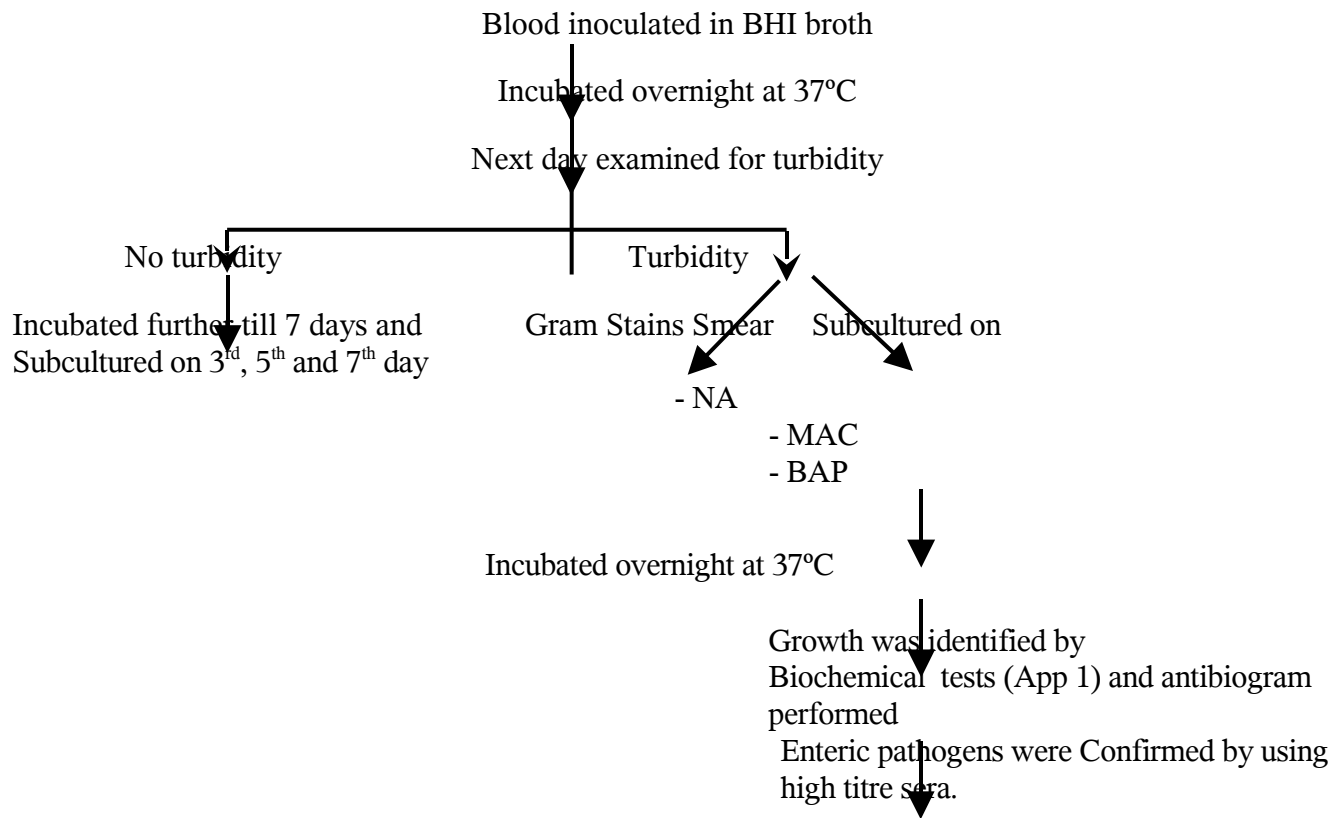 Blood inoculated in BHI broth
Incubated overnight at 37ºC
Next day examined for turbidity
No turbidity
Turbidity
Incubated further till 7 days and
Subcultured on 3rd, 5th and 7th day
Gram Stains Smear
Subcultured on
- NA
- MAC
- BAP
Incubated overnight at 37ºC
Growth was identified by
Biochemical tests (App 1) and antibiogram
performed
Enteric pathogens were Confirmed by using
high titre sera.